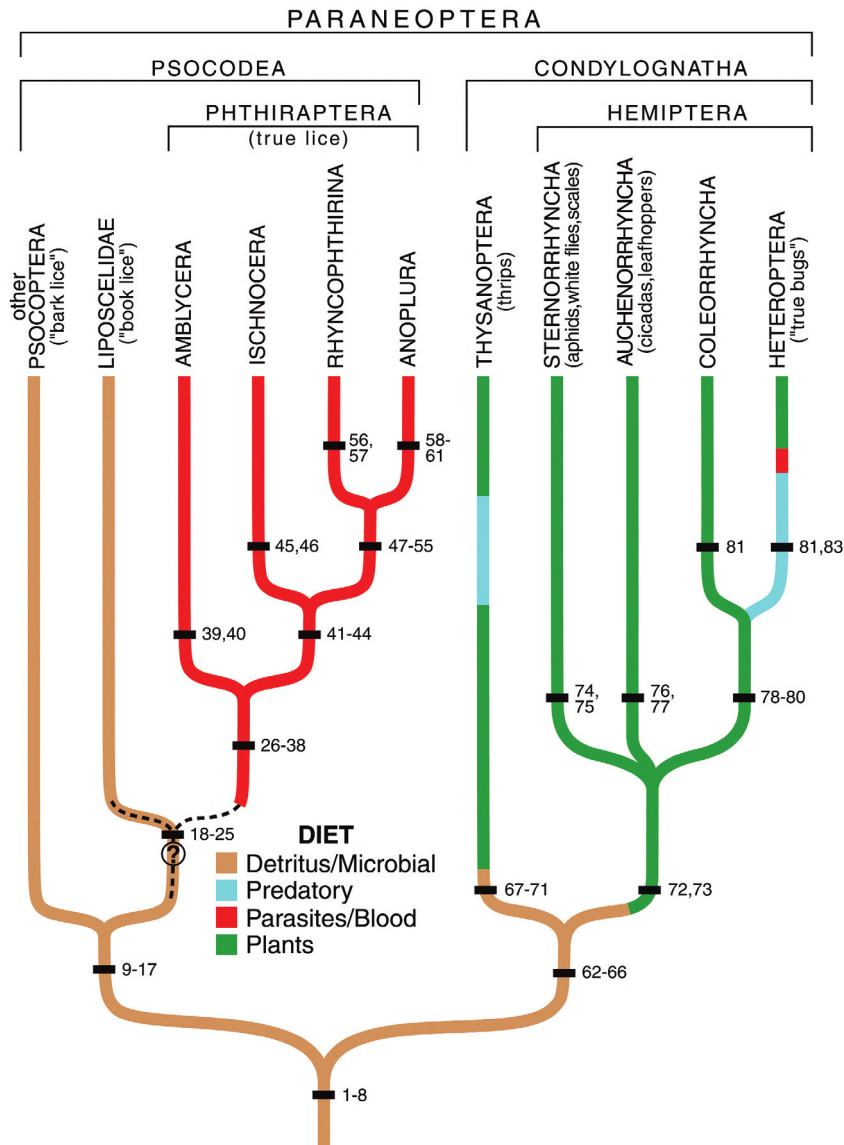 PARANEOPTERA
PSOCODEA
CONDYLOGNATHA
PHTHIRAPTERA
(true lice)
HEMIPTERA
other
PSOCOPTERA
("bark lice")
LIPOSCELIDAE
("book lice")
AMBLYCERA
ISCHNOCERA
RHYNCOPHTHIRINA
ANOPLURA
THYSANOPTERA
(thrips)
STERNORRHYNCHA
(aphids,white flies,scales)
AUCHENORRHYNCHA
(cicadas,leafhoppers)
COLEORRHYNCHA
HETEROPTERA
("true bugs")
56,
57
58-
61
45,46
47-55
81
81,83
39,40
41-44
74,
75
76,
77
78-80
26-38
18-25
?
DIET
Detritus/Microbial
Predatory
Parasites/Blood
Plants
67-71
72,73
9-17
62-66
1-8